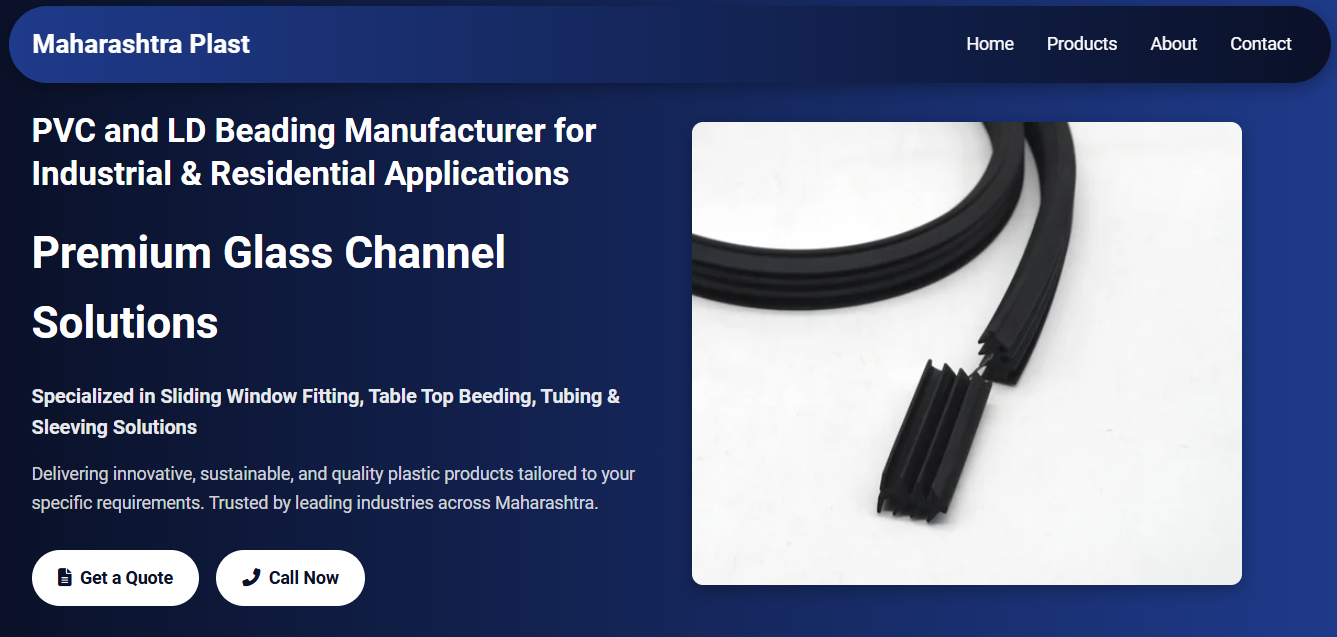 Maharashtra Plast
Home Products About Contact
PVC and LD Beading Manufacturer for
Industrial & Residential Applications
Premium Glass Channel
Solutions
Specialized in Sliding Window Fitting, Table Top Beeding, Tubing &
Sleeving Solutions
Delivering innovative, sustainable, and quality plastic products tailored to your
specific requirements. Trusted by leading industries across Maharashtra.
Get a Quote Call Now